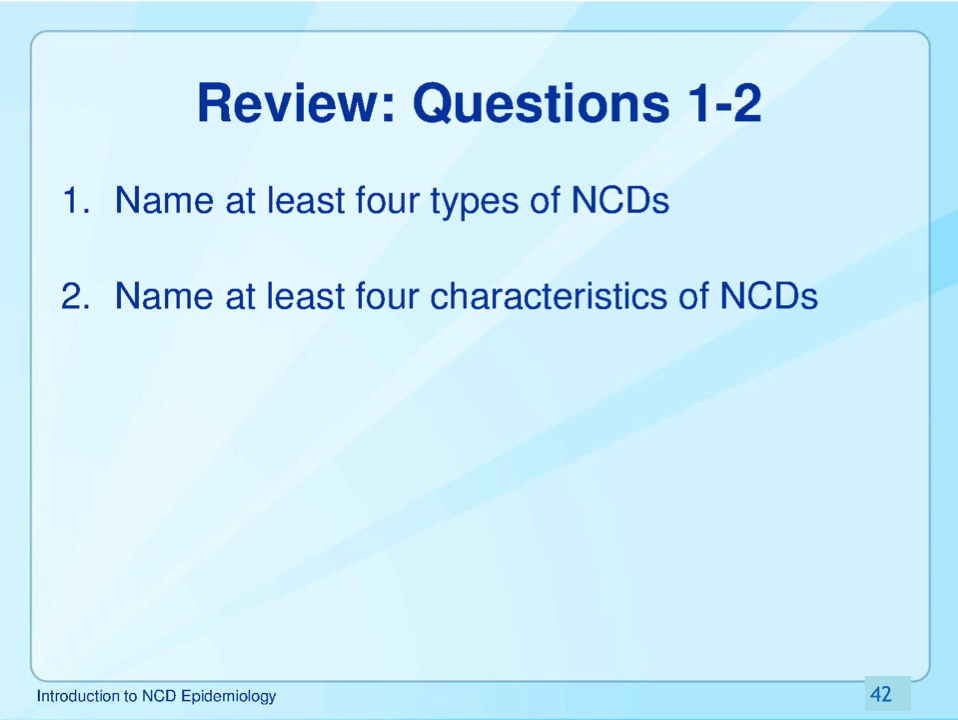 Review: Questions 1-2
1. Name at least four types of NCDs
2. Name at least four characteristics of NCDs
Introduction to NCD Epidemiology
42